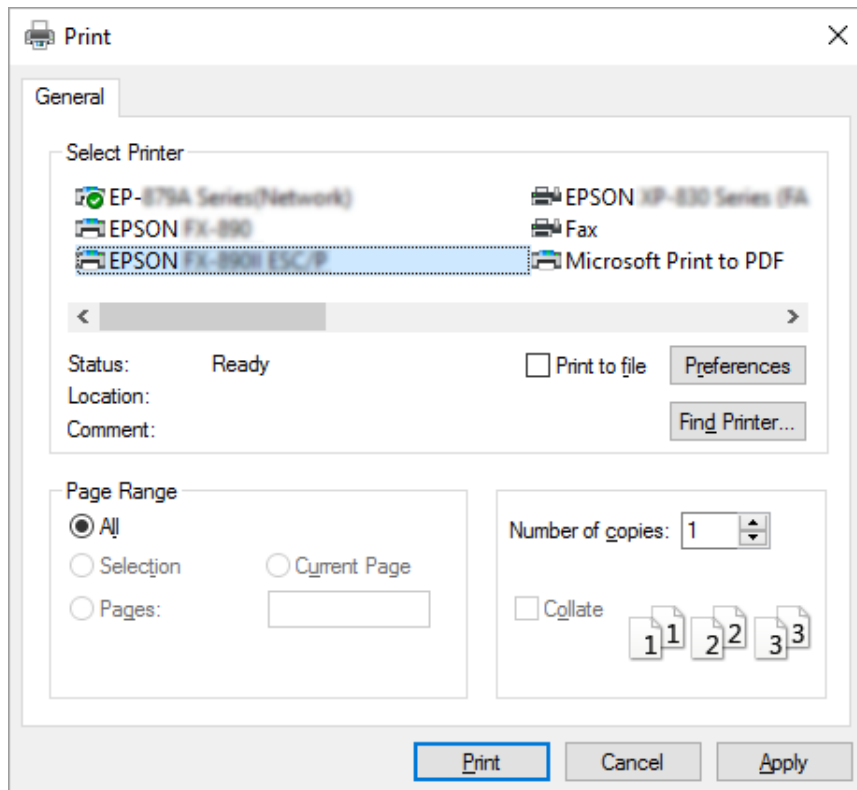 Print
General
Select Printer
EP-
EPSON
EPSON
EPSON
Fax
Microsoft Print to PDF
Status: Ready
Location:
Comment:
Print to file
Preferences
Find Printer...
Page Range
All
Selection
Current Page
Pages:
Number of copies: 1
Collate
1 1 2 2 3 3
Print
Cancel
Apply